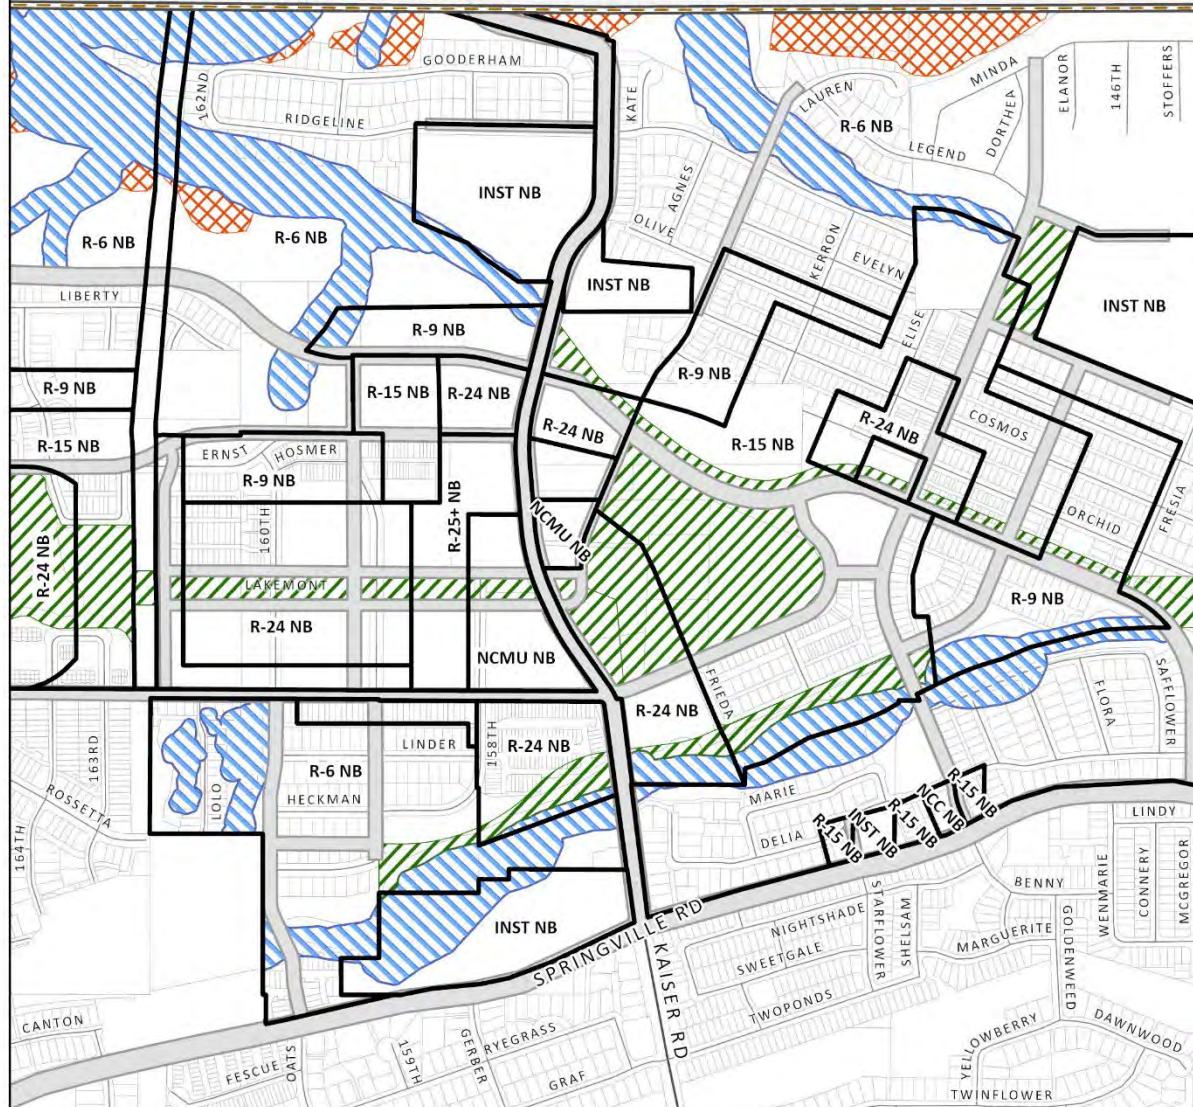 GOODERHAM
162ND
RIDGELINE
KATE
LAUREN
MINDA
ELANOR
146TH
STOFFERS
DORTHEA
R-6 NB
LEGEND
INST NB
AGNES
OLIVE
R-6 NB
R-6 NB
KERRON
EVELYN
INST NB
LIBERTY
INST NB
R-9 NB
ELISE
R-9 NB
R-9 NB
R-15 NB
R-24 NB
R-24 NB
COSMOS
R-15 NB
R-24 NB
R-15 NB
ERNST
HOSMER
R-9 NB
R-25+ NB
160TH
NCMU NB
ORCHID
FRESIA
R-24 NB
LAKEMONT
R-9 NB
R-24 NB
NCMU NB
FRIEDA
R-24 NB
FLORA
SAFFLOWER
163RD
LOLO
LINDER
158TH
R-24 NB
R-6 NB
HECKMAN
ROSSETTA
164TH
MARIE
DELIA
R-15 NB
INST NB
R-15 NB
NCC NB
R-15 NB
LINDY
WENMARIE
CONNERY
MCGREGOR
BENNY
STARFLOWER
SHELSAM
GOLDENWEED
INST NB
SPRINGVILLE RD
KAISER RD
NIGHTSHADE
SWEETGALE
MARGUERITE
TWOPONDS
CANTON
FESCUE
OATS
159TH
GERBER
RYEGRASS
GRAF
YELLOWBERRY
DAWNWOOD
TWINFLOWER